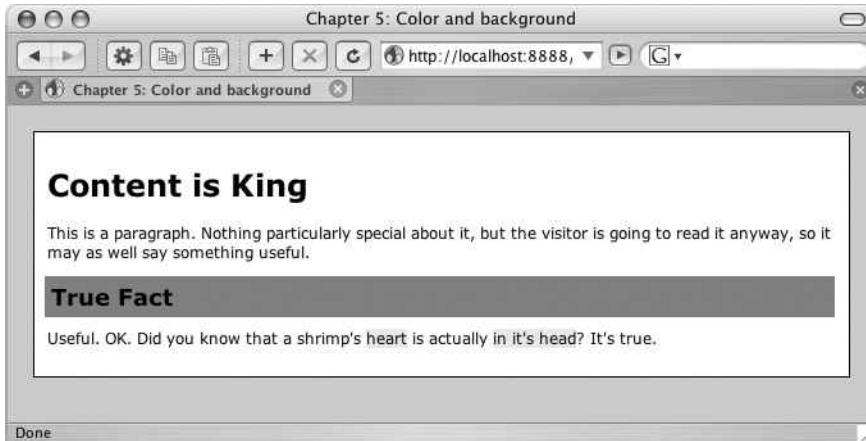 Chapter 5: Color and background
http://localhost:8888/
G
Chapter 5: Color and background
Content is King
This is a paragraph. Nothing particularly special about it, but the visitor is going to read it anyway, so it
may as well say something useful.
True Fact
Useful. OK. Did you know that a shrimp's heart is actually in it's head? It's true.
Done